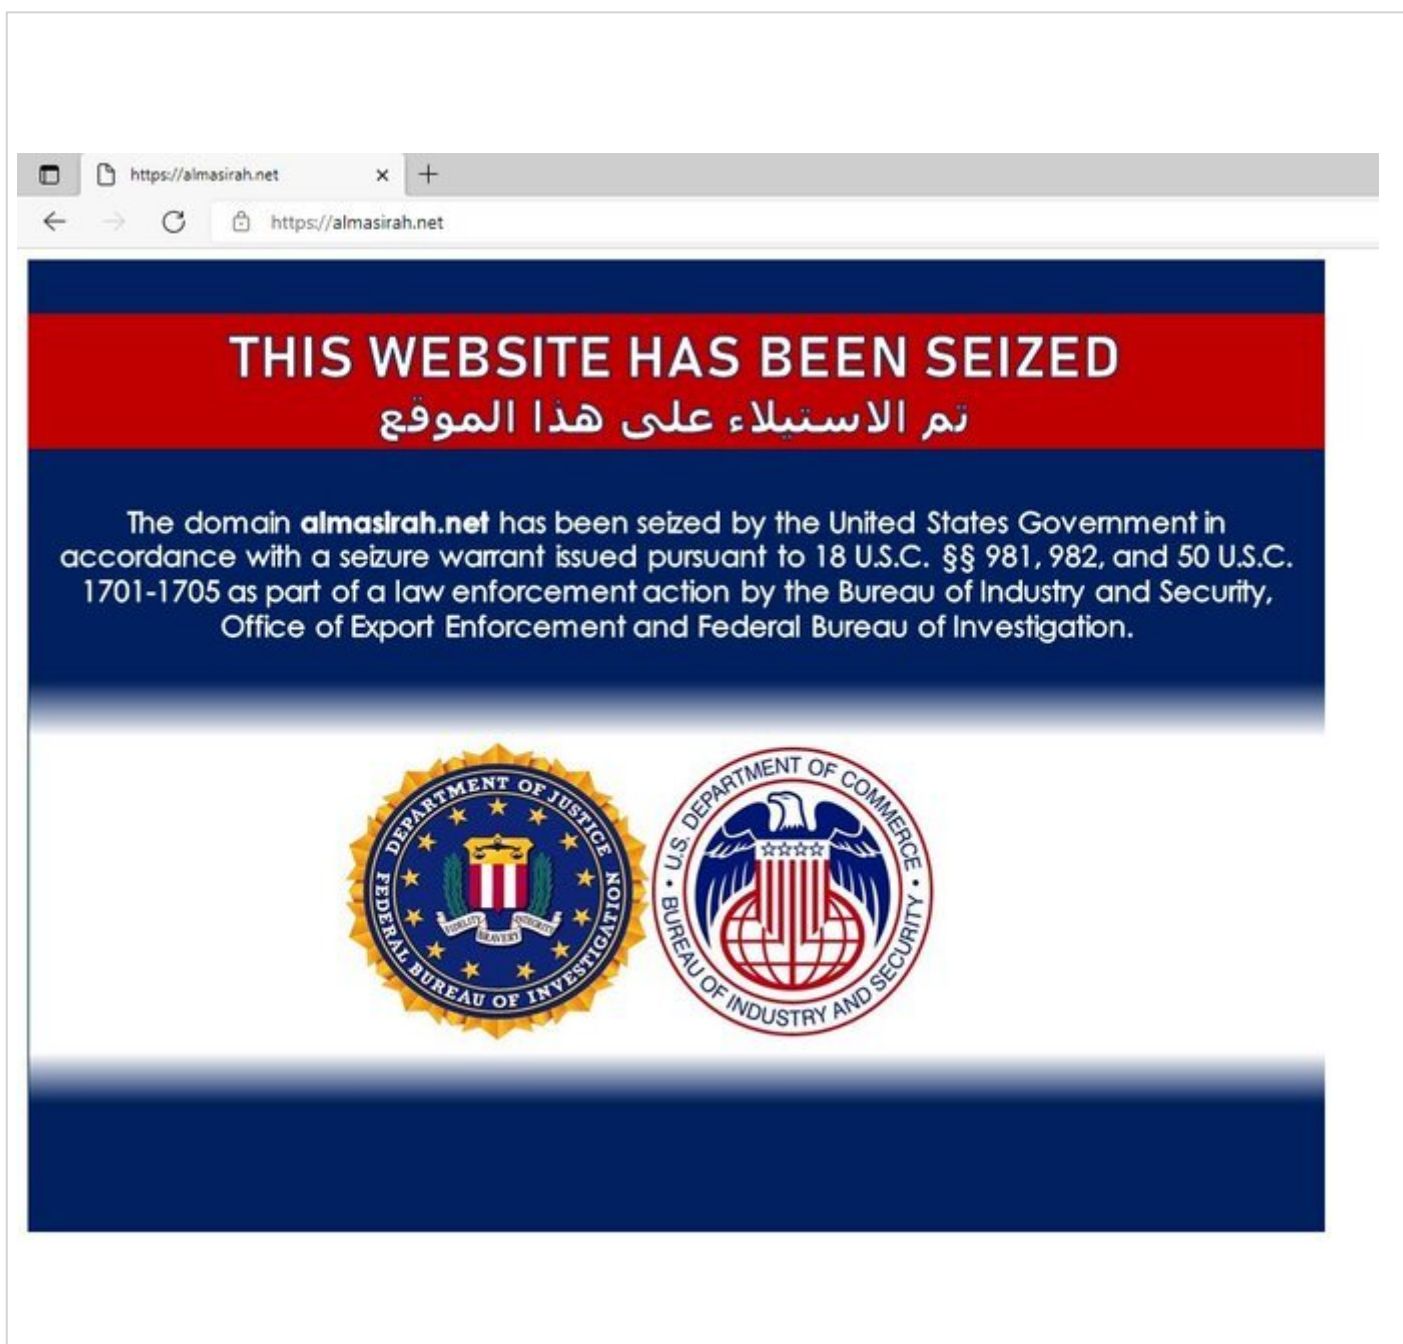 https://almasirah.net
https://almasirah.net
THIS WEBSITE HAS BEEN SEIZED
تم الاستيلاء على هذا الموقع
The domain almasirah.net has been seized by the United States Government in
accordance with a seizure warrant issued pursuant to 18 U.S.C. §§ 981, 982, and 50 U.S.C.
1701-1705 as part of a law enforcement action by the Bureau of Industry and Security,
Office of Export Enforcement and Federal Bureau of Investigation.
DEPARTMENT OF JUSTICE
FEDERAL BUREAU OF INVESTIGATION
FIDELITY BRAVERY INTEGRITY
U.S. DEPARTMENT OF COMMERCE
BUREAU OF INDUSTRY AND SECURITY